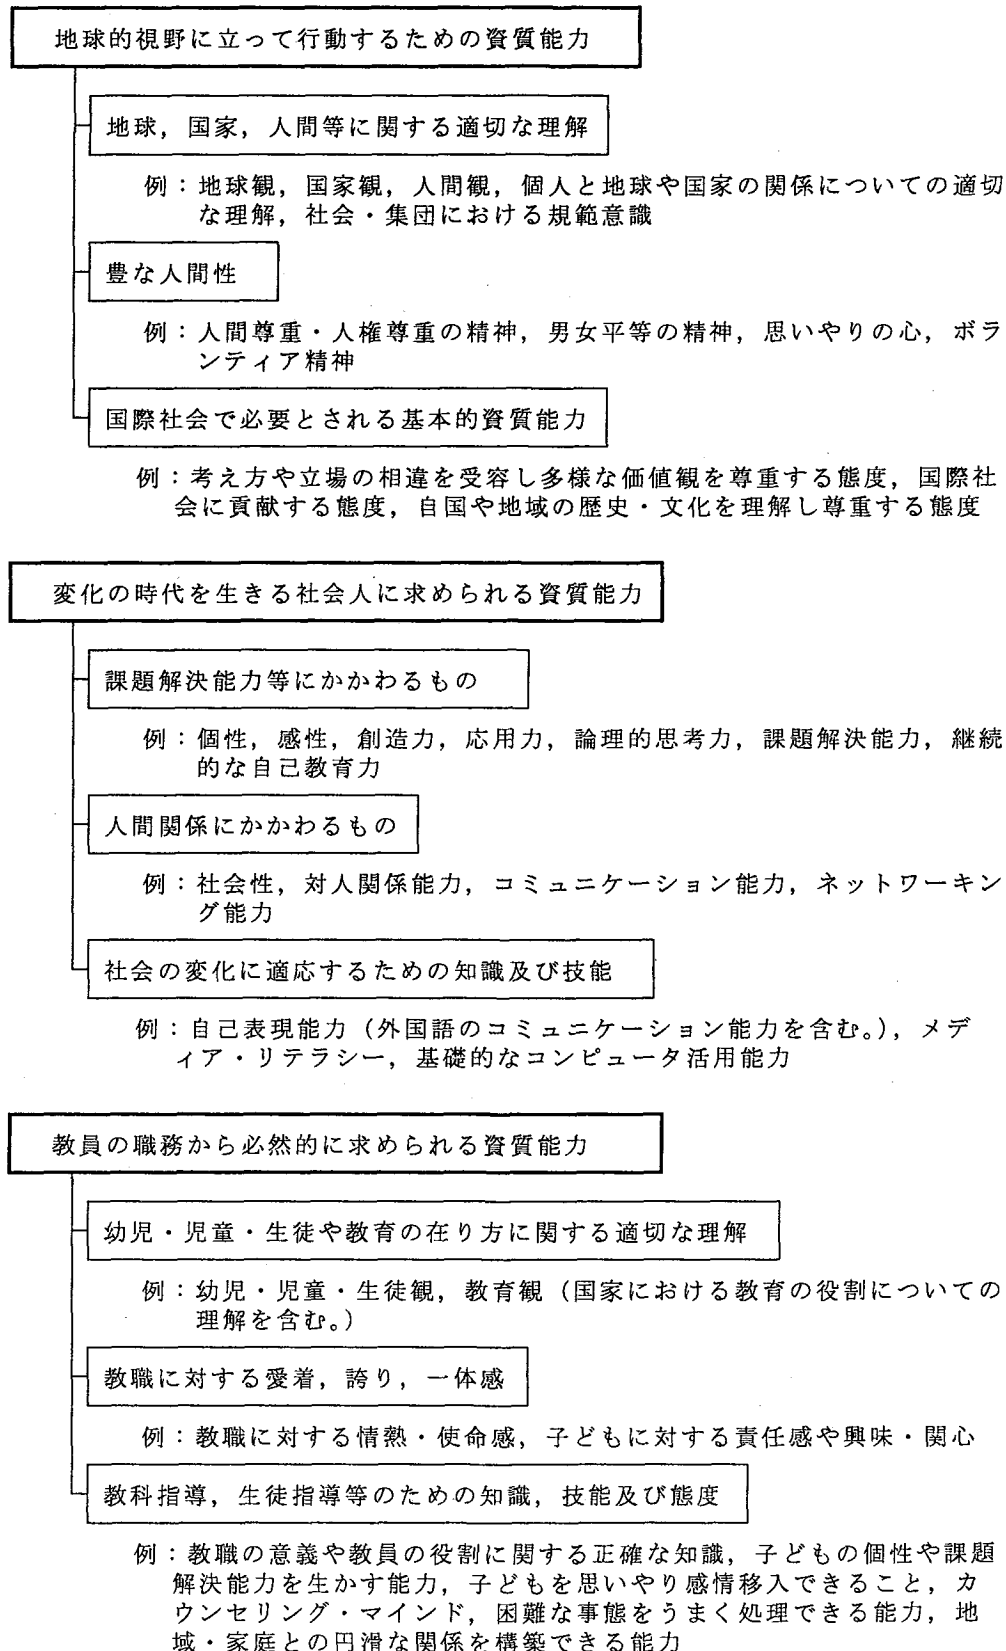 地球的視野に立って行動するための資質能力
地球，国家，人間等に関する適切な理解
例：地球観，国家観，人間観，個人と地球や国家の関係についての適切
な理解，社会・集団における規範意識
豊な人間性
例：人間尊重・人権尊重の精神，男女平等の精神，思いやりの心，ボラ
ンティア精神
国際社会で必要とされる基本的資質能力
例：考え方や立場の相違を受容し多様な価値観を尊重する態度，国際社
会に貢献する態度，自国や地域の歴史・文化を理解し尊重する態度
変化の時代を生きる社会人に求められる資質能力
課題解決能力等にかかわるもの
例：個性，感性，創造力，応用力，論理的思考力，課題解決能力，継続
的な自己教育力
人間関係にかかわるもの
例：社会性，対人関係能力，コミュニケーション能力，ネットワーキン
グ能力
社会の変化に適応するための知識及び技能
例：自己表現能力（外国語のコミュニケーション能力を含む。），メデ
ィア・リテラシー，基礎的なコンピュータ活用能力
教員の職務から必然的に求められる資質能力
幼児・児童・生徒や教育の在り方に関する適切な理解
例：幼児・児童・生徒観，教育観（国家における教育の役割についての
理解を含む。）
教職に対する愛着，誇り，一体感
例：教職に対する情熱・使命感，子どもに対する責任感や興味・関心
教科指導，生徒指導等のための知識，技能及び態度
例：教職の意義や教員の役割に関する正確な知識，子どもの個性や課題
解決能力を生かす能力，子どもを思いやり感情移入できること，カ
ウンセリング・マインド，困難な事態をうまく処理できる能力，地
域・家庭との円滑な関係を構築できる能力